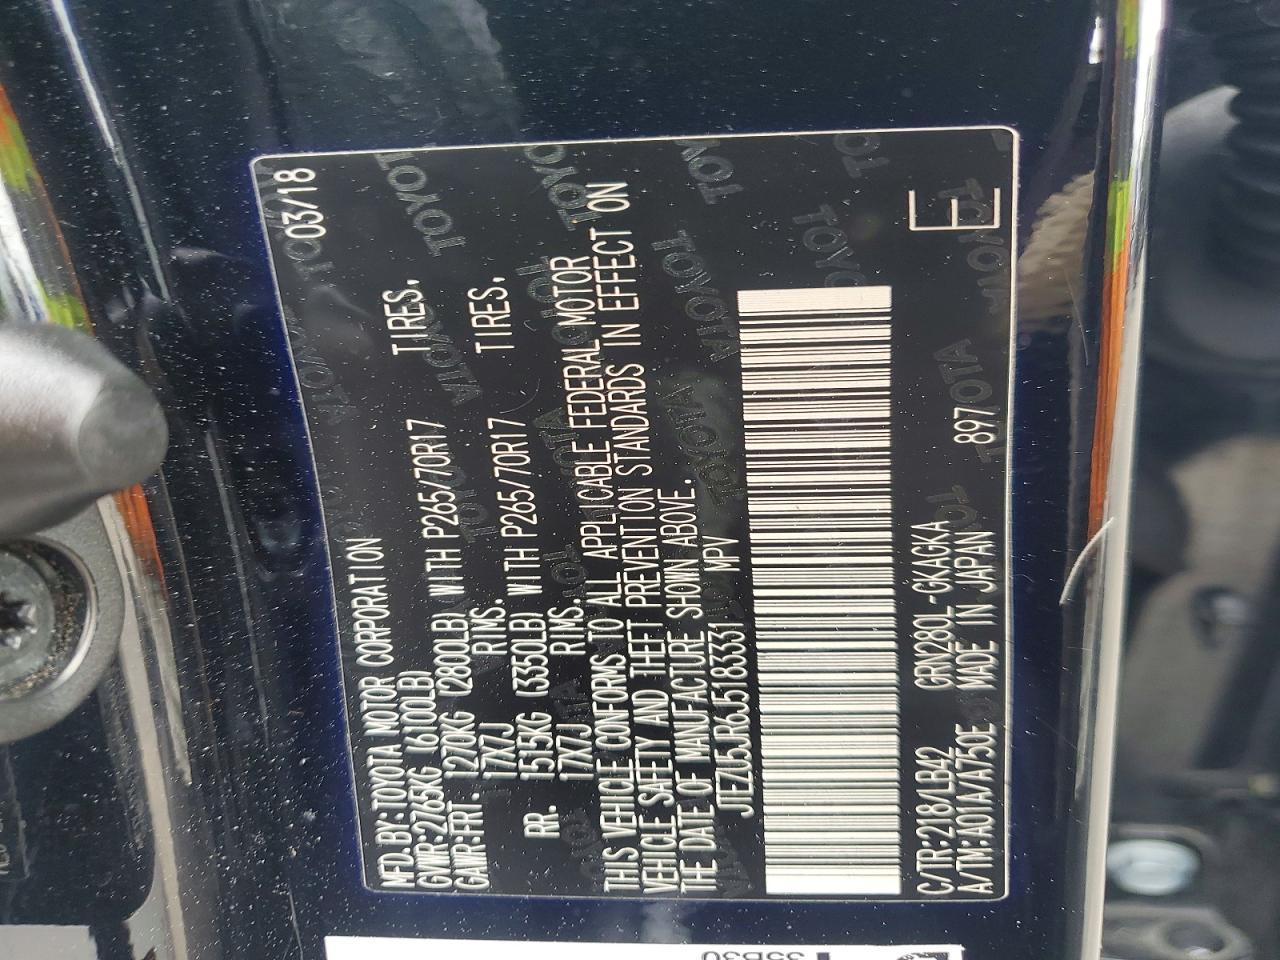 MFD.BY:TOYOTA MOTOR CORPORATION 03/18
GVWR:2765KG (6100LB)
GAWR:FRT. 1270KG (2800LB) WITH P265/70R17 TIRES,
17X7J RIMS.
RR. 1515KG (3350LB) WITH P265/70R17 TIRES,
17X7J RIMS.
THIS VEHICLE CONFORMS TO ALL APPLICABLE FEDERAL MOTOR
VEHICLE SAFETY AND THEFT PREVENTION STANDARDS IN EFFECT ON
THE DATE OF MANUFACTURE SHOWN ABOVE.
JTEZU5JR6J5183331 MPV
C/TR:218/LB42 GRN280L-GKAGKA
A/TM:A01A/A750E MADE IN JAPAN 897
E